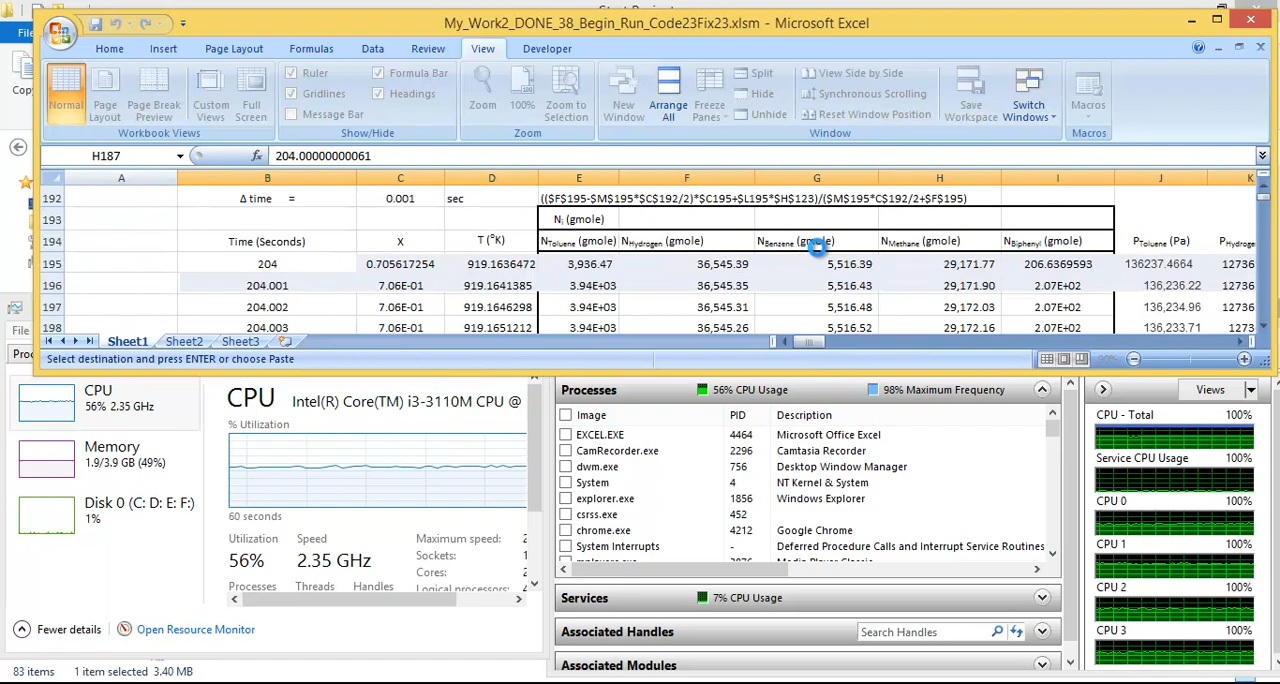 My_Work2_DONE_38_Begin_Run_Code23Fix23.xlsm - Microsoft Excel
Home Insert Page Layout Formulas Data Review View Developer
Normal Page Layout Page Break Preview Custom Views Full Screen
Workbook Views
Ruler Formula Bar
Gridlines Headings
Message Bar
Show/Hide
Zoom 100% Zoom to Selection
Zoom
New Window Arrange All Freeze Panes
Split
Hide
Unhide
View Side by Side
Synchronous Scrolling
Reset Window Position
Save Workspace Switch Windows
Window
Macros
Macros
H187 fx 204.00000000061
A B C D E F G H I J K
192 Δ time = 0.001 sec (($F$195-$M$195*$C$192/2)*$C195+$L195*$H$123)/($M$195*C$192/2+$F$195)
193 Ni (gmole)
194 Time (Seconds) X T (°K) NToluene (gmole) NHydrogen (gmole) NBenzene (gmole) NMethane (gmole) NBiphenyl (gmole) PToluene (Pa)
195 204 0.705617254 919.1636472 3,936.47 36,545.39 5,516.39 29,171.77 206.6369593 136237.4664 12736
196 204.001 7.06E-01 919.1641385 3.94E+03 36,545.35 5,516.43 29,171.90 2.07E+02 136,236.22
197 204.002 7.06E-01 919.1646298 3.94E+03 36,545.31 5,516.48 29,172.03 2.07E+02 136,234.96
198 204.003 7.06E-01 919.1651212 3.94E+03 36,545.26 5,516.52 29,172.16 2.07E+02 136,233.71
Sheet1 Sheet2 Sheet3
Select destination and press ENTER or choose Paste
File
CPU
56% 2.35 GHz
Memory
1.9/3.9 GB (49%)
Disk 0 (C: D: E: F:)
1%
CPU Intel(R) Core(TM) i3-3110M CPU @
% Utilization
60 seconds
Utilization Speed Maximum speed:
56% 2.35 GHz Sockets:
Cores:
Processes Threads Handles Logical processors:
Fewer details Open Resource Monitor
83 items 1 item selected 3.40 MB
Processes 56% CPU Usage 98% Maximum Frequency
Image PID Description
EXCEL.EXE 4464 Microsoft Office Excel
CamRecorder.exe 2296 Camtasia Recorder
dwm.exe 756 Desktop Window Manager
System 4 NT Kernel & System
explorer.exe 1856 Windows Explorer
csrss.exe 452
chrome.exe 4212 Google Chrome
System Interrupts - Deferred Procedure Calls and Interrupt Service Routines
Services 7% CPU Usage
Associated Handles Search Handles
Associated Modules
Views
CPU - Total 100%
Service CPU Usage 100%
CPU 0 100%
CPU 1 100%
CPU 2 100%
CPU 3 100%